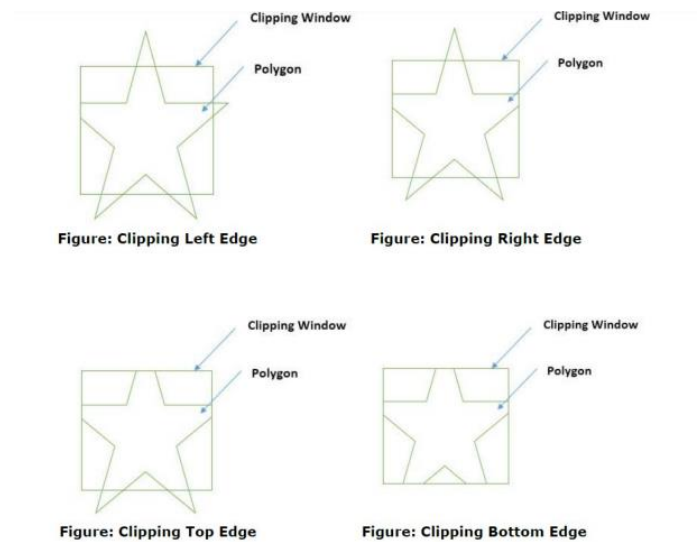 Clipping Window
Polygon
Figure: Clipping Left Edge
Clipping Window
Polygon
Figure: Clipping Right Edge
Clipping Window
Polygon
Figure: Clipping Top Edge
Clipping Window
Polygon
Figure: Clipping Bottom Edge